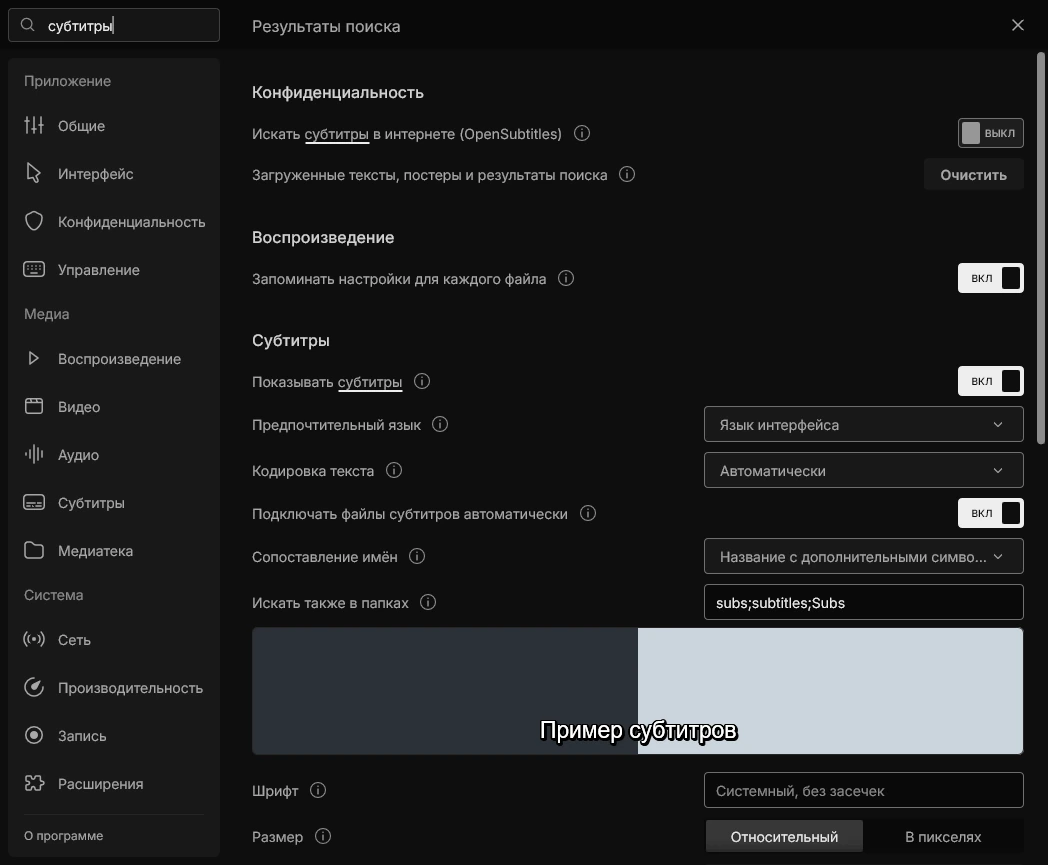 субтитры
Результаты поиска
Приложение
Общие
Интерфейс
Конфиденциальность
Управление
Медиа
Воспроизведение
Видео
Аудио
Субтитры
Медиатека
Система
Сеть
Производительность
Запись
Расширения
О программе
Конфиденциальность
Искать субтитры в интернете (OpenSubtitles)
выкл
Загруженные тексты, постеры и результаты поиска
Очистить
Воспроизведение
Запоминать настройки для каждого файла
вкл
Субтитры
Показывать субтитры
вкл
Предпочтительный язык
Язык интерфейса
Кодировка текста
Автоматически
Подключать файлы субтитров автоматически
вкл
Сопоставление имён
Название с дополнительными симво...
Искать также в папках
subs;subtitles;Subs
Пример субтитров
Шрифт
Системный, без засечек
Размер
Относительный
В пикселях